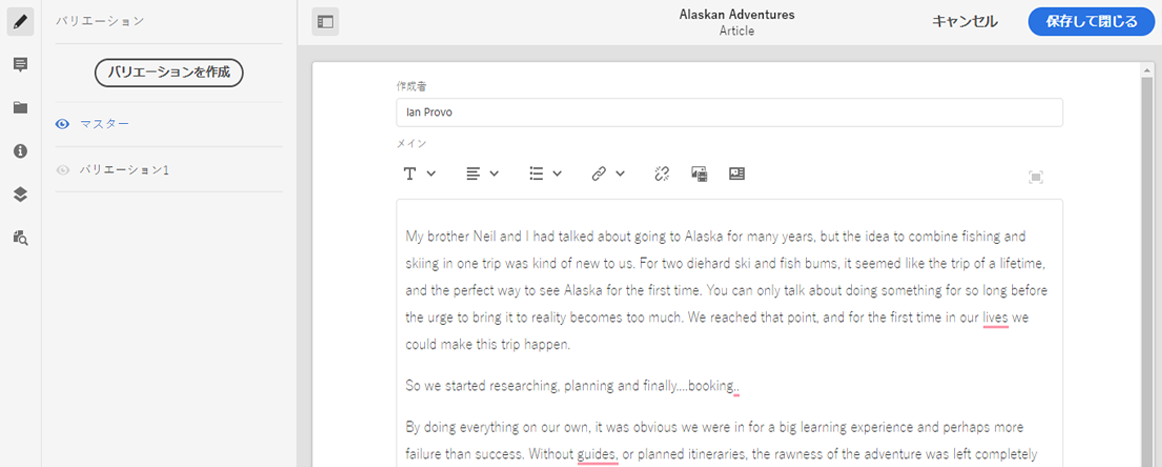 バリエーション
バリエーションを作成
マスター
バリエーション1
Alaskan Adventures
Article
キャンセル
保存して閉じる
作成者
Ian Provo
メイン
My brother Neil and I had talked about going to Alaska for many years, but the idea to combine fishing and
skiing in one trip was kind of new to us. For two diehard ski and fish bums, it seemed like the trip of a lifetime,
and the perfect way to see Alaska for the first time. You can only talk about doing something for so long before
the urge to bring it to reality becomes too much. We reached that point, and for the first time in our lives we
could make this trip happen.
So we started researching, planning and finally....booking..
By doing everything on our own, it was obvious we were in for a big learning experience and perhaps more
failure than success. Without guides, or planned itineraries, the rawness of the adventure was left completely